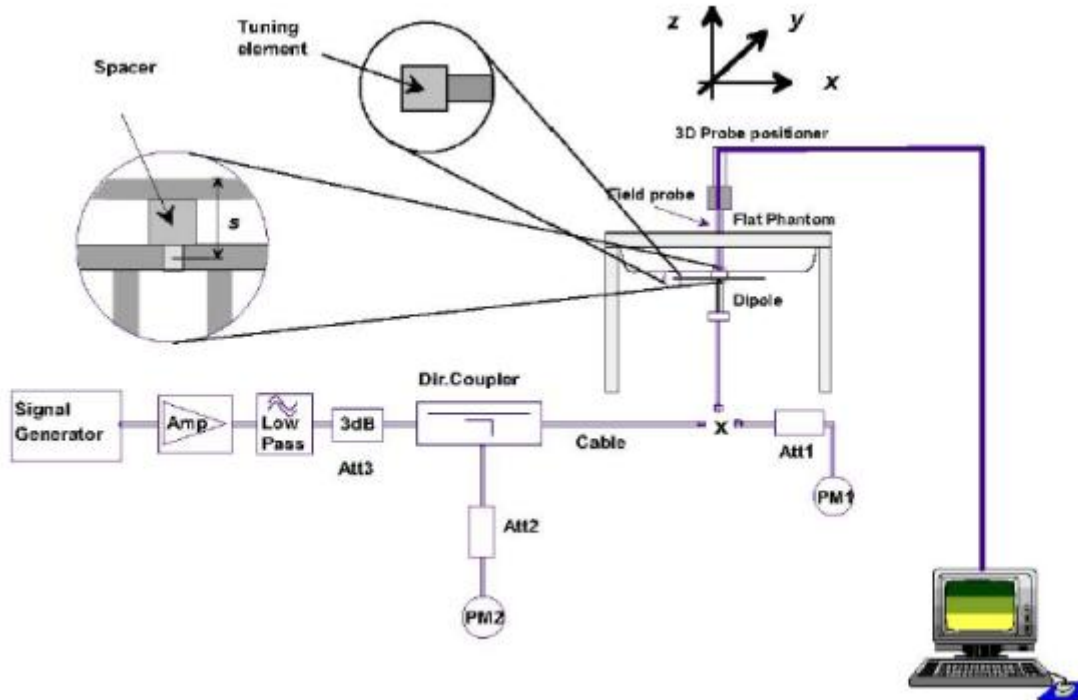 Tuning
element
Spacer
s
z
y
x
3D Probe positioner
Field probe
Flat Phantom
Dipole
Dir.Coupler
Signal
Generator
Amp
Low
Pass
3dB
Att3
Cable
x
Att1
PM1
Att2
PM2